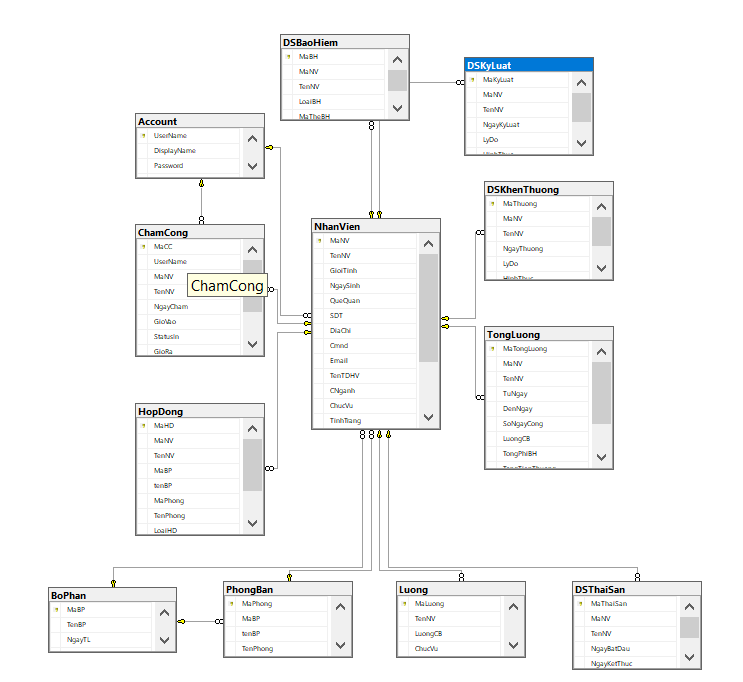 DSBaoHiem
MaBH
MaNV
TenNV
LoaiBH
MaTheBH
DSKyLuat
MaKyLuat
MaNV
TenNV
NgayKyLuat
LyDo
HinhThuc
Account
UserName
DisplayName
Password
DSKhenThuong
MaThuong
MaNV
TenNV
NgayThuong
LyDo
HinhThuc
ChamCong
MaCC
UserName
MaNV
TenNV
NgayCham
GioVao
StatusIn
GioRa
ChamCong
NhanVien
MaNV
TenNV
GioiTinh
NgaySinh
QueQuan
SDT
DiaChi
Cmnd
Email
TenTDHV
CNganh
ChucVu
TinhTrang
TongLuong
MaTongLuong
MaNV
TenNV
TuNgay
DenNgay
SoNgayCong
LuongCB
TongPhiBH
TongTienThuong
HopDong
MaHD
MaNV
TenNV
MaBP
tenBP
MaPhong
TenPhong
LoaiHD
BoPhan
MaBP
TenBP
NgayTL
PhongBan
MaPhong
MaBP
tenBP
TenPhong
Luong
MaLuong
TenNV
LuongCB
ChucVu
DSThaiSan
MaThaiSan
MaNV
TenNV
NgayBatDau
NgayKetThuc